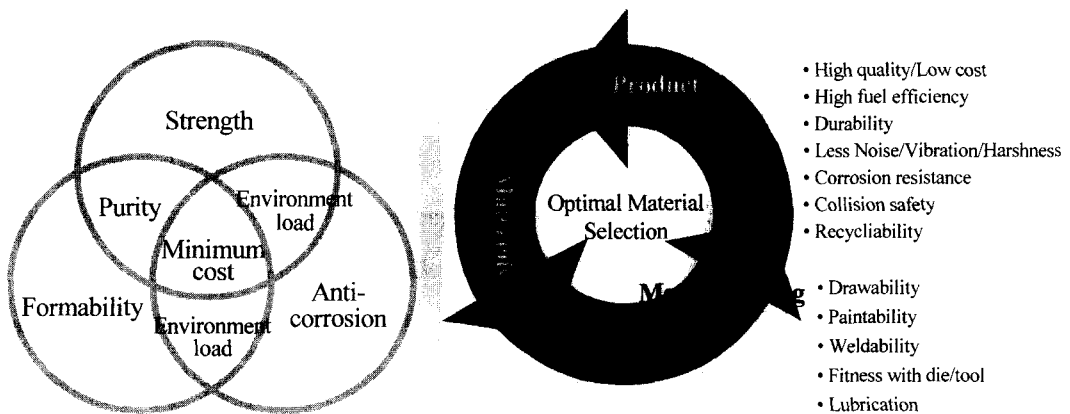 Strength
Purity
Environment
load
Minimum
cost
Formability
Anti-
corrosion
Environment
load
Product
Optimal Material
Selection
• High quality/Low cost
• High fuel efficiency
• Durability
• Less Noise/Vibration/Harshness
• Corrosion resistance
• Collision safety
• Recycliability
• Drawability
• Paintability
• Weldability
• Fitness with die/tool
• Lubrication